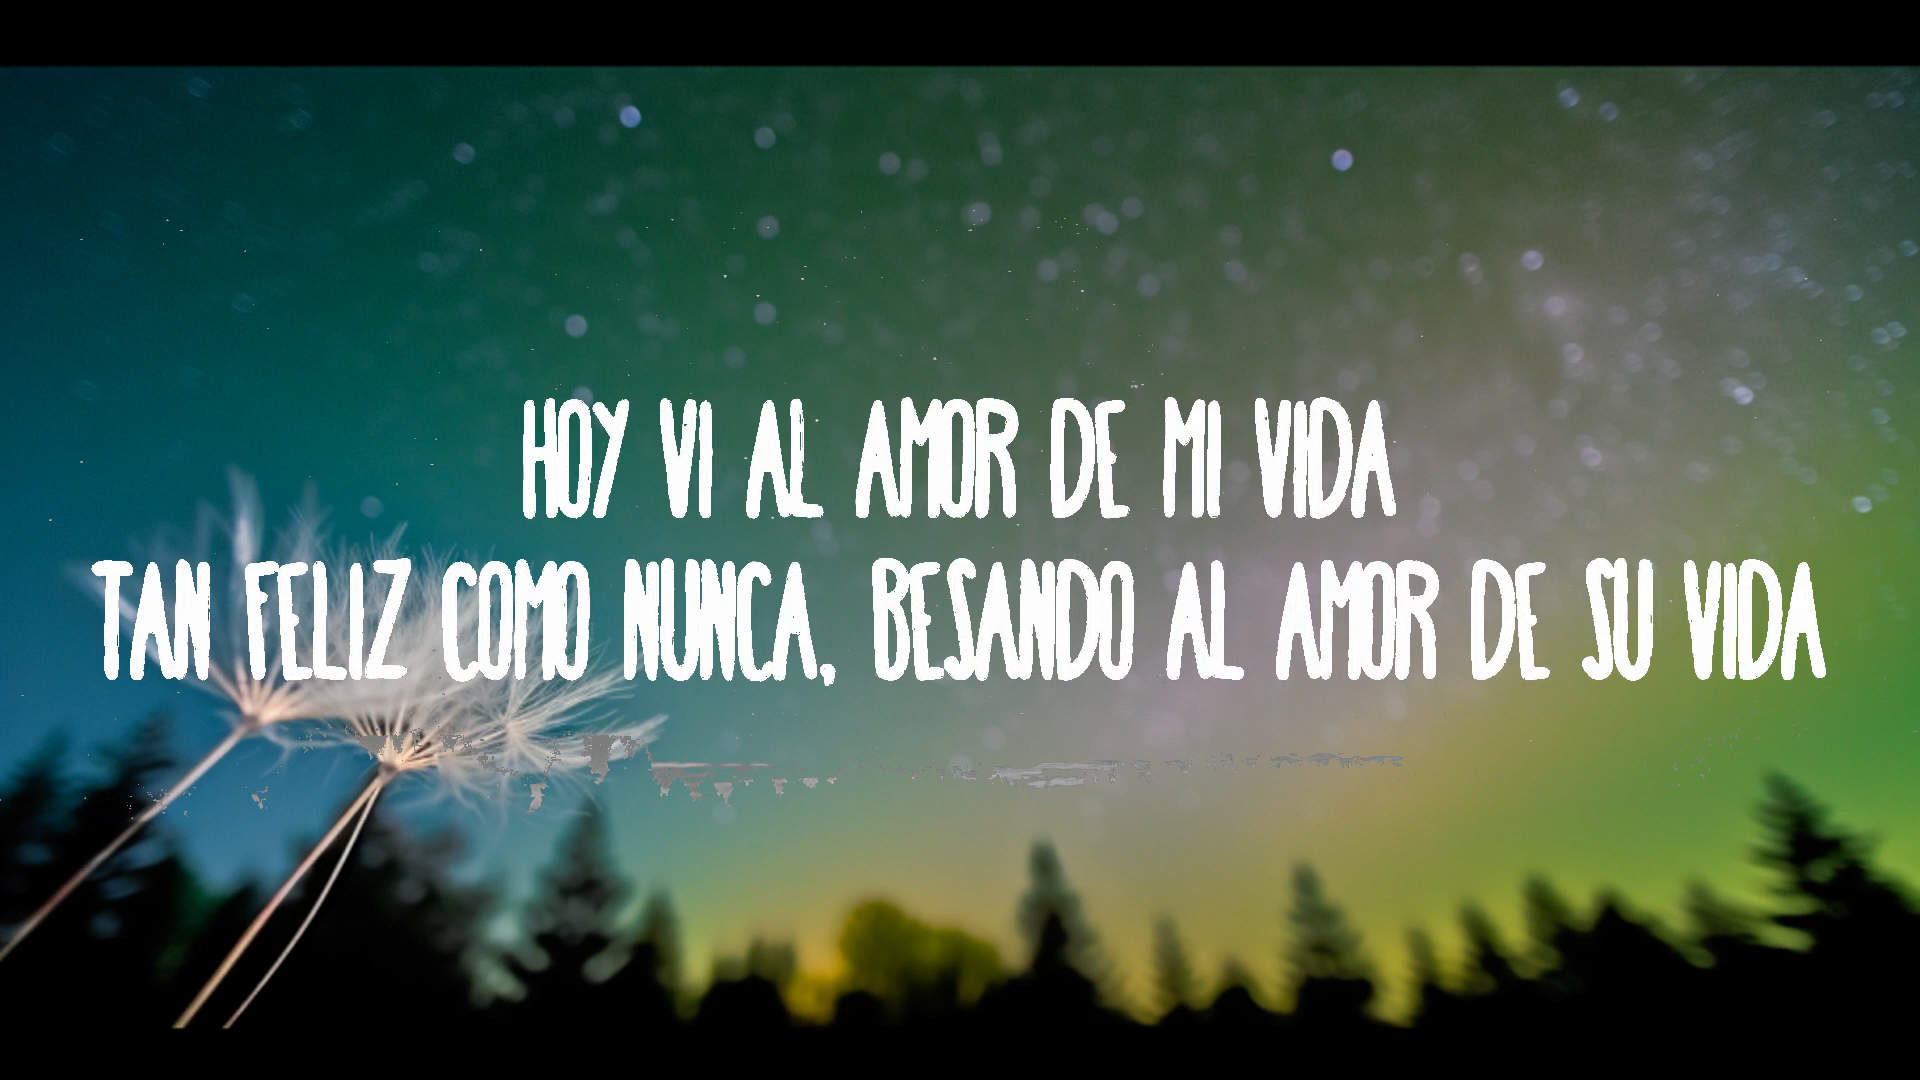 HOY VI AL AMOR DE MI VIDA
TAN FELIZ COMO NUNCA, BESANDO AL AMOR DE SU VIDA